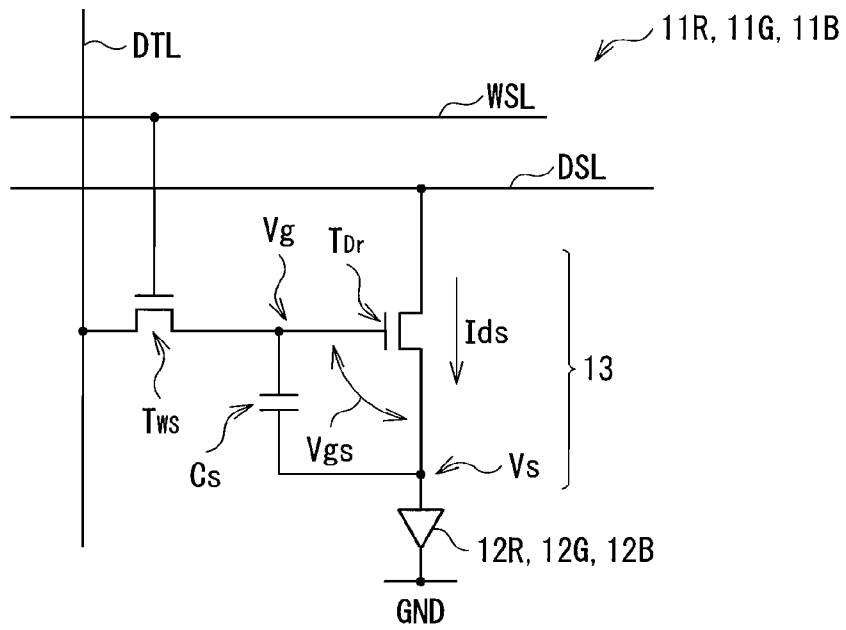 DTL
11R, 11G, 11B
WSL
DSL
Vg
TDr
Ids
13
Tws
Cs
Vgs
Vs
12R, 12G, 12B
GND